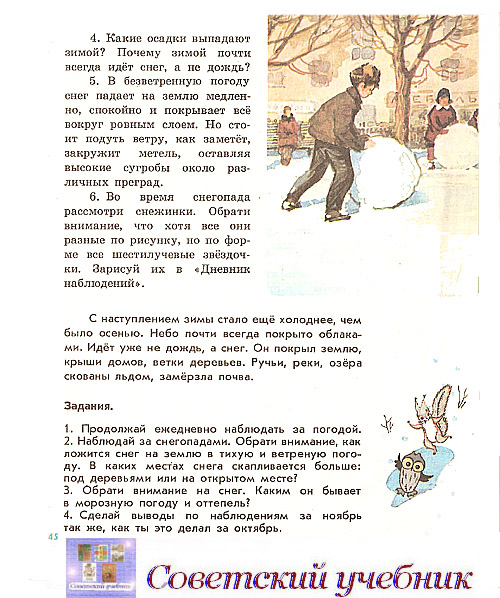 4. Какие осадки выпадают
зимой? Почему зимой почти
всегда идёт снег, а не дождь?
5. В безветренную погоду
снег падает на землю медлен-
но, спокойно и покрывает всё
вокруг ровным слоем. Но сто-
ит подуть ветру, как заметёт,
закружит метель, оставляя
высокие сугробы около раз-
личных преград.
6. Во время снегопада
рассмотри снежинки. Обрати
внимание, что хотя все они
разные по рисунку, но по фор-
ме все шестилучевые звёздоч-
ки. Зарисуй их в «Дневник
наблюдений».
С наступлением зимы стало ещё холоднее, чем
было осенью. Небо почти всегда покрыто облака-
ми. Идёт уже не дождь, а снег. Он покрыл землю,
крыши домов, ветки деревьев. Ручьи, реки, озёра
скованы льдом, замёрзла почва.
Задания.
1. Продолжай ежедневно наблюдать за погодой.
2. Наблюдай за снегопадами. Обрати внимание, как
ложится снег на землю в тихую и ветреную пого-
ду. В каких местах снега скапливается больше:
под деревьями или на открытом месте?
3. Обрати внимание на снег. Каким он бывает
в морозную погоду и оттепель?
4. Сделай выводы по наблюдениям за ноябрь
так же, как ты это делал за октябрь.
45
Советский учебник
Советский учебник